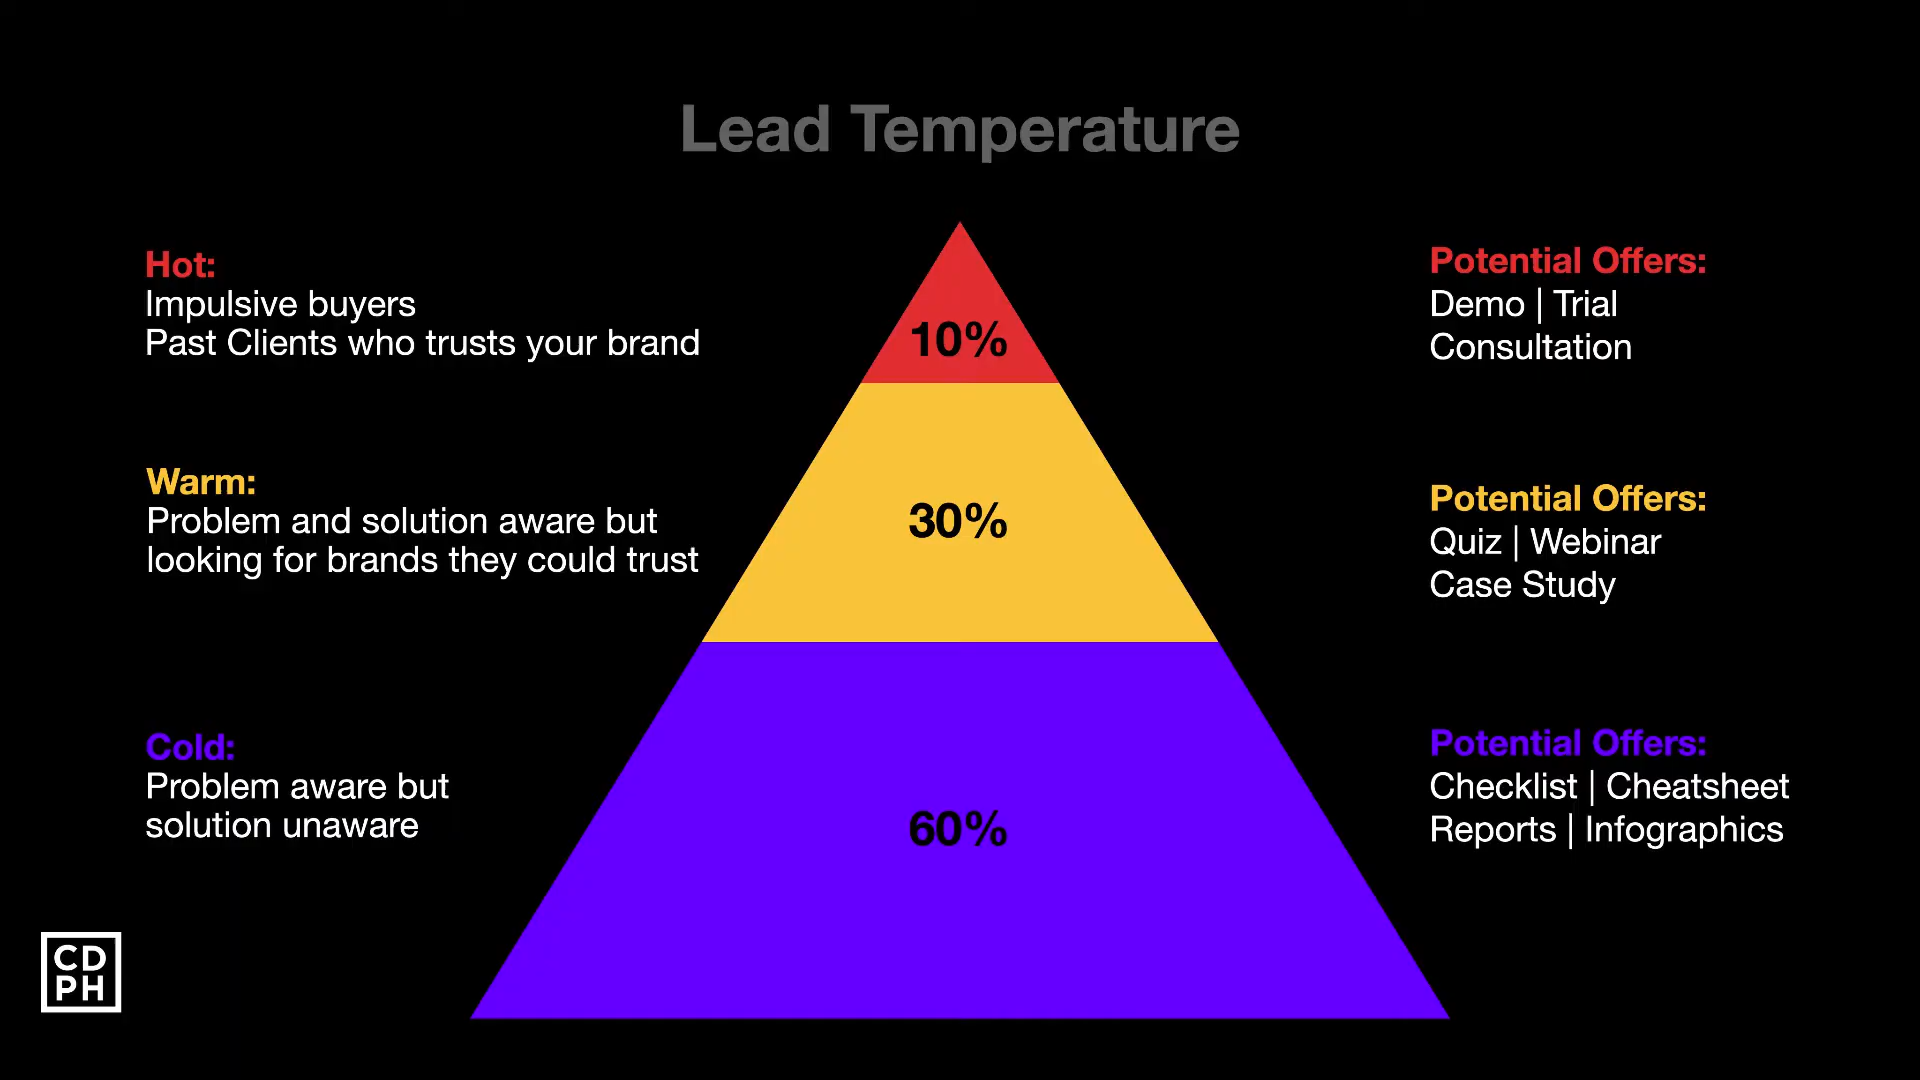 Lead Temperature
Hot:
Impulsive buyers
Past Clients who trusts your brand
10%
Potential Offers:
Demo | Trial
Consultation
Warm:
Problem and solution aware but
looking for brands they could trust
30%
Potential Offers:
Quiz | Webinar
Case Study
Cold:
Problem aware but
solution unaware
60%
Potential Offers:
Checklist | Cheatsheet
Reports | Infographics
CD
PH